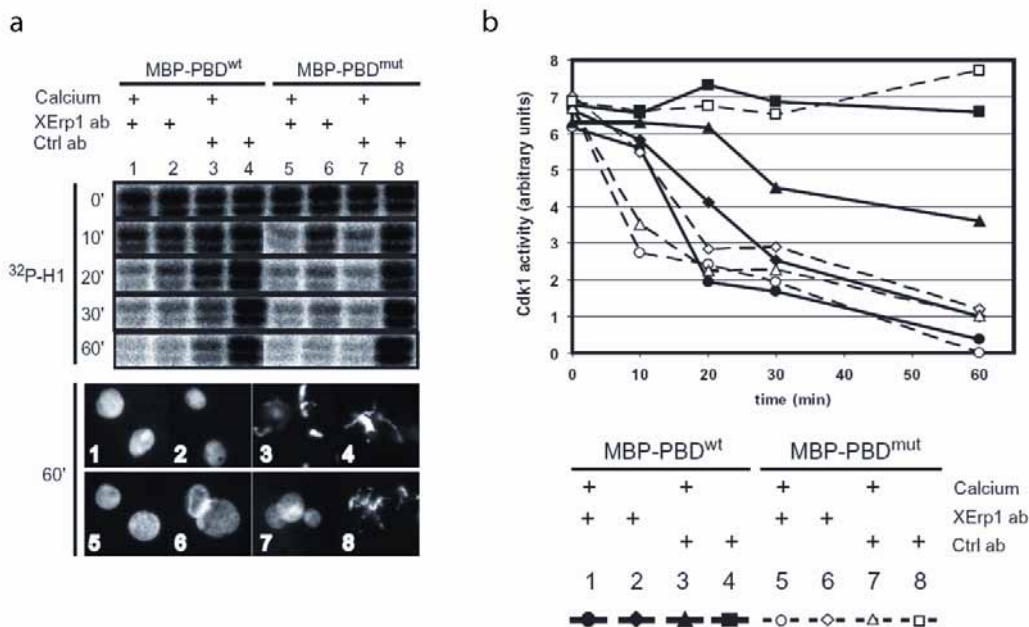 a
MBP-PBDwt MBP-PBDmut
Calcium + + + +
XErp1 ab + + + +
Ctrl ab + + + +
1 2 3 4 5 6 7 8
32P-H1
0'
10'
20'
30'
60'
60'
1 2 3 4
5 6 7 8
b
Cdk1 activity (arbitrary units)
8
7
6
5
4
3
2
1
0
0 10 20 30 40 50 60
time (min)
MBP-PBDwt MBP-PBDmut
+ + + + Calcium
+ + + + XErp1 ab
+ + + + Ctrl ab
1 2 3 4 5 6 7 8